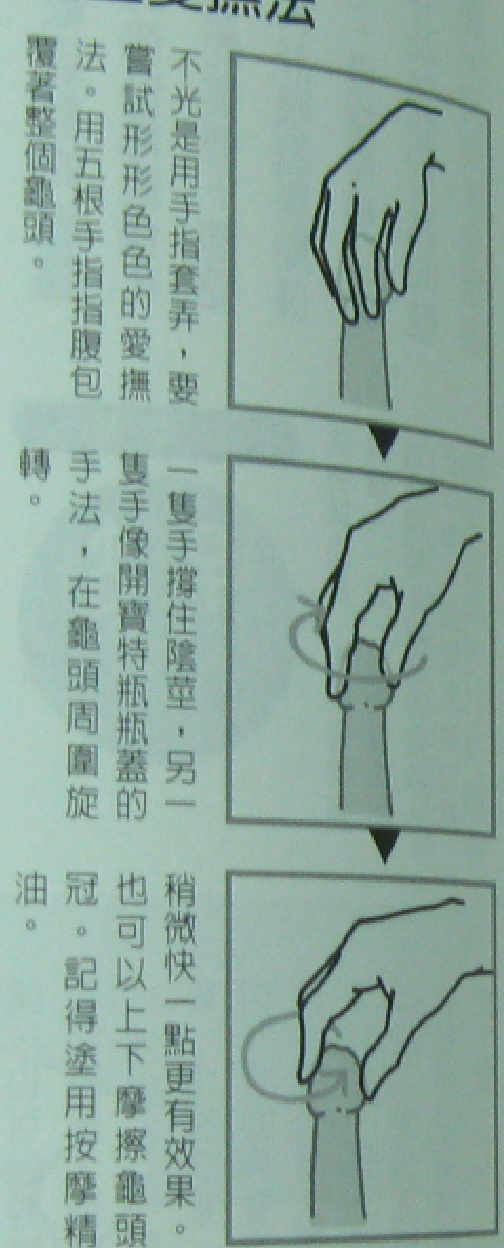 愛撫法
不光是用手指套弄，要
嘗試形形色色的愛撫
法。用五根手指指腹包
覆著整個龜頭。
一隻手撐住陰莖，另一
隻手像開寶特瓶瓶蓋的
手法，在龜頭周圍旋
轉。
稍微快一點更有效果。
也可以上下摩擦龜頭
冠。記得塗用按摩精
油。